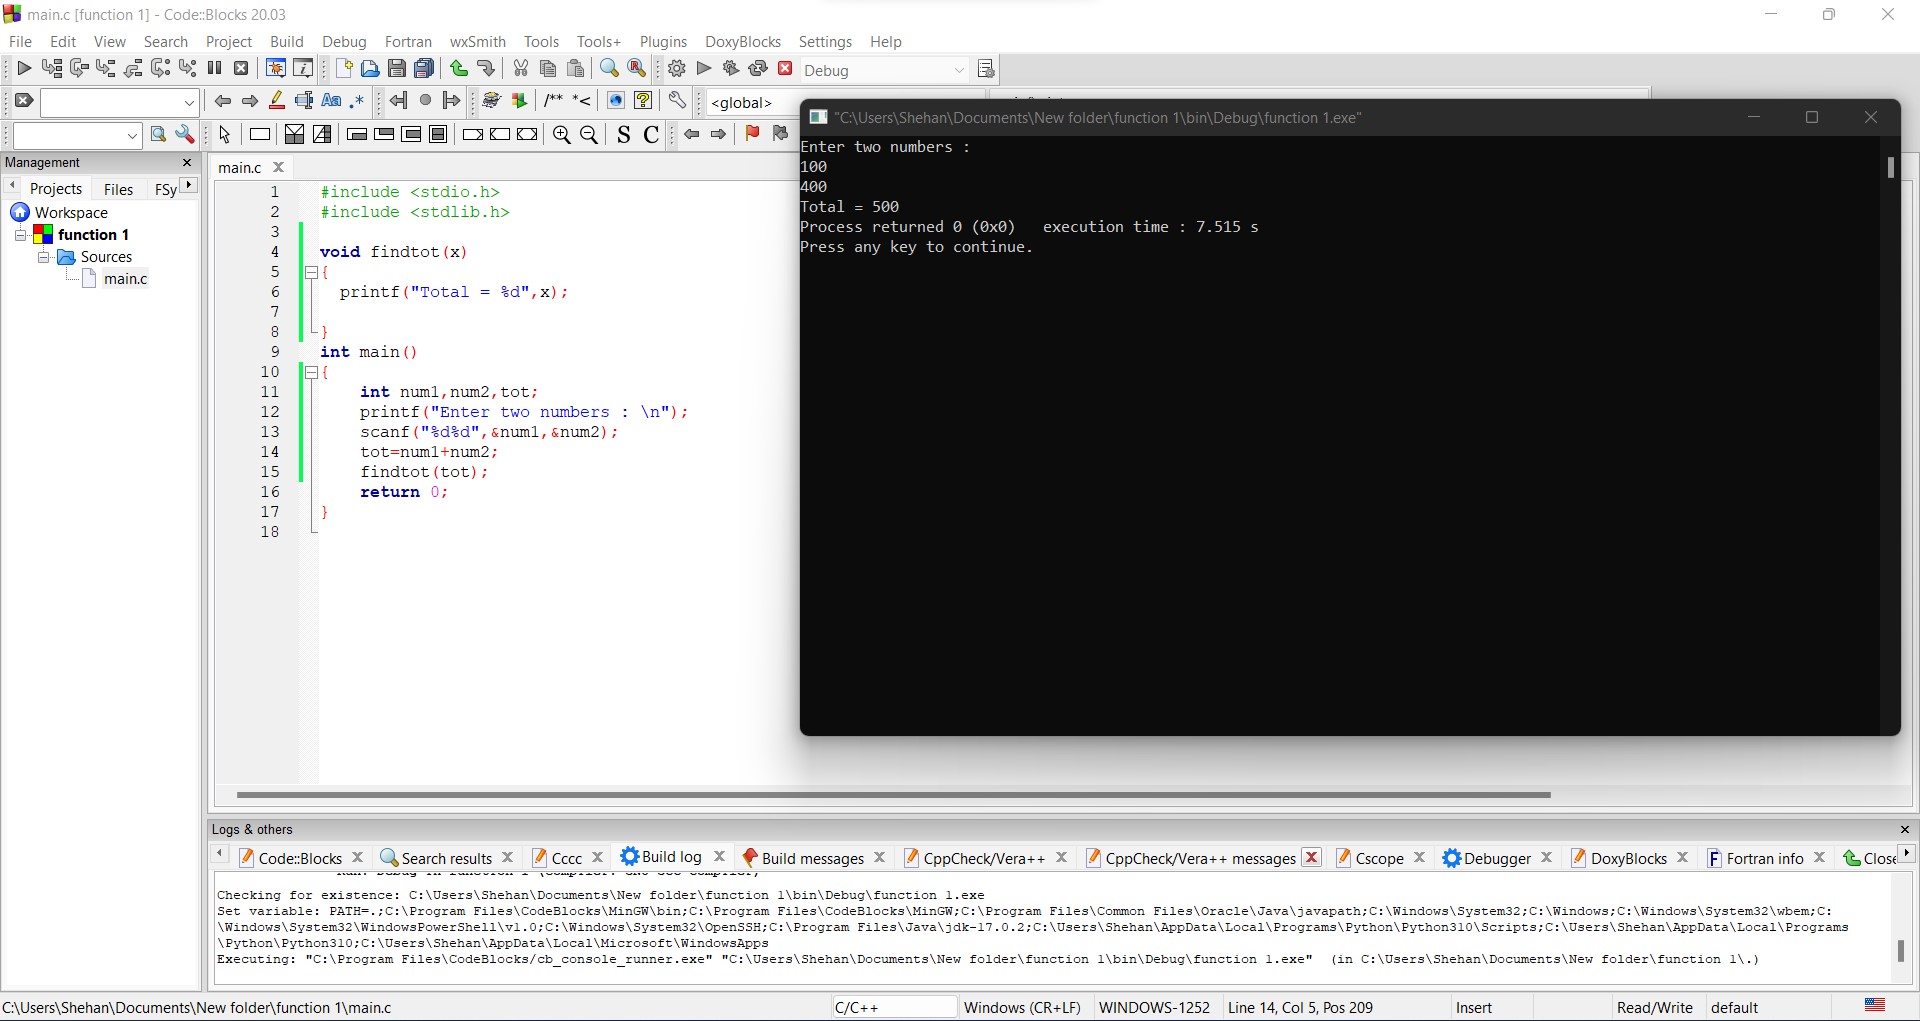 main.c [function 1] - Code::Blocks 20.03
File Edit View Search Project Build Debug Fortran wxSmith Tools Tools+ Plugins DoxyBlocks Settings Help
Debug
Aa .* /** *< <global>
S C
Management
Projects Files FSy
Workspace
function 1
Sources
main.c
main.c
1 #include <stdio.h>
2 #include <stdlib.h>
3
4 void findtot(x)
5 {
6 printf("Total = %d",x);
7
8 }
9 int main()
10 {
11 int num1,num2,tot;
12 printf("Enter two numbers : \n");
13 scanf("%d%d",&num1,&num2);
14 tot=num1+num2;
15 findtot(tot);
16 return 0;
17 }
18
"C:\Users\Shehan\Documents\New folder\function 1\bin\Debug\function 1.exe"
Enter two numbers :
100
400
Total = 500
Process returned 0 (0x0)   execution time : 7.515 s
Press any key to continue.
Logs & others
Code::Blocks Search results Cccc Build log Build messages CppCheck/Vera++ CppCheck/Vera++ messages Cscope Debugger DoxyBlocks Fortran info Close
Checking for existence: C:\Users\Shehan\Documents\New folder\function 1\bin\Debug\function 1.exe
Set variable: PATH=.;C:\Program Files\CodeBlocks\MinGW\bin;C:\Program Files\CodeBlocks\MinGW;C:\Program Files\Common Files\Oracle\Java\javapath;C:\Windows\System32;C:\Windows;C:\Windows\System32\wbem;C:
\Windows\System32\WindowsPowerShell\v1.0;C:\Windows\System32\OpenSSH;C:\Program Files\Java\jdk-17.0.2;C:\Users\Shehan\AppData\Local\Programs\Python\Python310\Scripts;C:\Users\Shehan\AppData\Local\Programs
\Python\Python310;C:\Users\Shehan\AppData\Local\Microsoft\WindowsApps
Executing: "C:\Program Files\CodeBlocks/cb_console_runner.exe" "C:\Users\Shehan\Documents\New folder\function 1\bin\Debug\function 1.exe"  (in C:\Users\Shehan\Documents\New folder\function 1\.)
C:\Users\Shehan\Documents\New folder\function 1\main.c C/C++ Windows (CR+LF) WINDOWS-1252 Line 14, Col 5, Pos 209 Insert Read/Write default